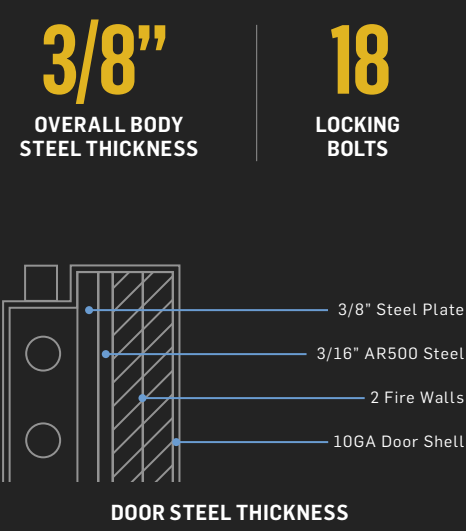 3/8”
OVERALL BODY
STEEL THICKNESS
18
LOCKING
BOLTS
3/8” Steel Plate
3/16” AR500 Steel
2 Fire Walls
10GA Door Shell
DOOR STEEL THICKNESS